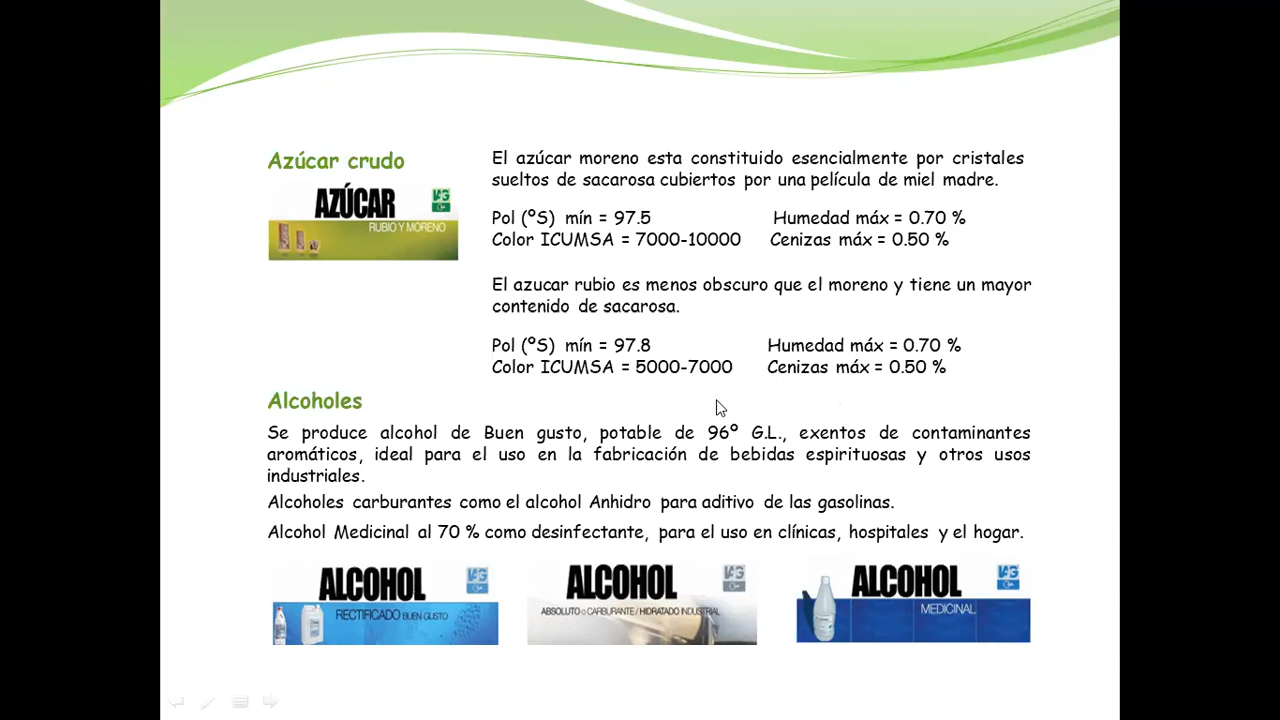 Azúcar crudo
AZÚCAR
RUBIO Y MORENO
El azúcar moreno esta constituido esencialmente por cristales
sueltos de sacarosa cubiertos por una película de miel madre.
Pol (ºS) mín = 97.5 Humedad máx = 0.70 %
Color ICUMSA = 7000-10000 Cenizas máx = 0.50 %
El azucar rubio es menos obscuro que el moreno y tiene un mayor
contenido de sacarosa.
Pol (ºS) mín = 97.8 Humedad máx = 0.70 %
Color ICUMSA = 5000-7000 Cenizas máx = 0.50 %
Alcoholes
Se produce alcohol de Buen gusto, potable de 96º G.L., exentos de contaminantes
aromáticos, ideal para el uso en la fabricación de bebidas espirituosas y otros usos
industriales.
Alcoholes carburantes como el alcohol Anhidro para aditivo de las gasolinas.
Alcohol Medicinal al 70 % como desinfectante, para el uso en clínicas, hospitales y el hogar.
ALCOHOL
RECTIFICADO BUEN GUSTO
ALCOHOL
ABSOLUTO o CARBURANTE / HIDRATADO INDUSTRIAL
ALCOHOL
MEDICINAL